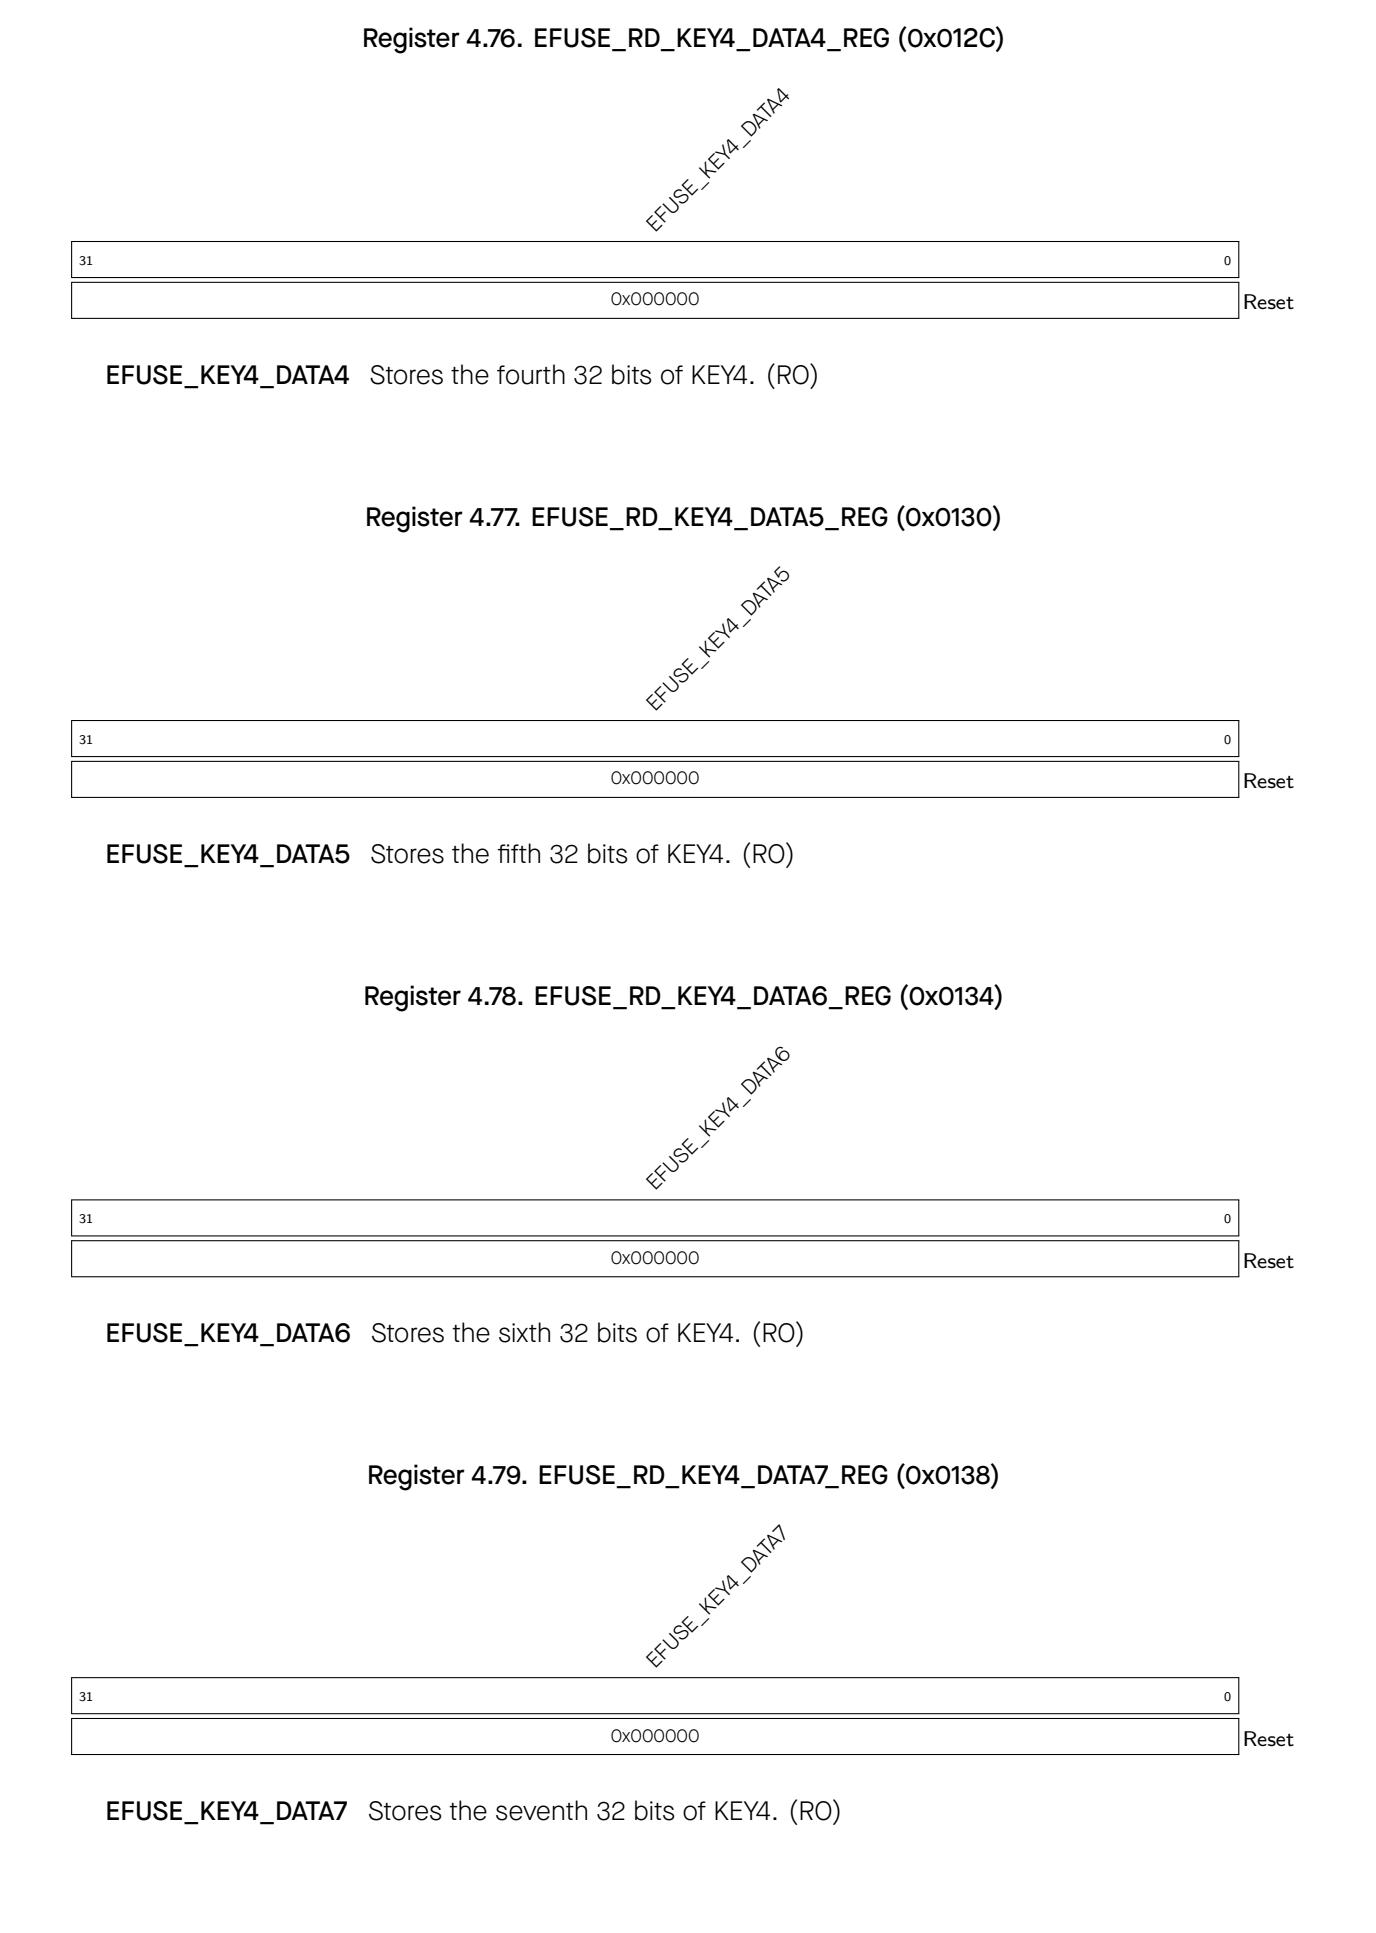 Register 4.76. EFUSE_RD_KEY4_DATA4_REG (0x012C)
EFUSE_KEY4_DATA4
31 0
0x000000 Reset
EFUSE_KEY4_DATA4 Stores the fourth 32 bits of KEY4. (RO)
Register 4.77. EFUSE_RD_KEY4_DATA5_REG (0x0130)
EFUSE_KEY4_DATA5
31 0
0x000000 Reset
EFUSE_KEY4_DATA5 Stores the fifth 32 bits of KEY4. (RO)
Register 4.78. EFUSE_RD_KEY4_DATA6_REG (0x0134)
EFUSE_KEY4_DATA6
31 0
0x000000 Reset
EFUSE_KEY4_DATA6 Stores the sixth 32 bits of KEY4. (RO)
Register 4.79. EFUSE_RD_KEY4_DATA7_REG (0x0138)
EFUSE_KEY4_DATA7
31 0
0x000000 Reset
EFUSE_KEY4_DATA7 Stores the seventh 32 bits of KEY4. (RO)